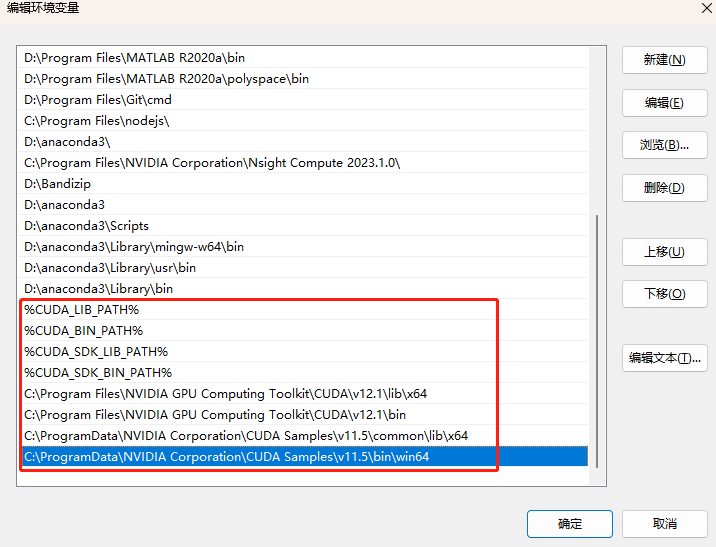 编辑环境变量
D:\Program Files\MATLAB R2020a\bin
D:\Program Files\MATLAB R2020a\polyspace\bin
D:\Program Files\Git\cmd
C:\Program Files\nodejs\
D:\anaconda3\
C:\Program Files\NVIDIA Corporation\Nsight Compute 2023.1.0\
D:\Bandizip
D:\anaconda3
D:\anaconda3\Scripts
D:\anaconda3\Library\mingw-w64\bin
D:\anaconda3\Library\usr\bin
D:\anaconda3\Library\bin
%CUDA_LIB_PATH%
%CUDA_BIN_PATH%
%CUDA_SDK_LIB_PATH%
%CUDA_SDK_BIN_PATH%
C:\Program Files\NVIDIA GPU Computing Toolkit\CUDA\v12.1\lib\x64
C:\Program Files\NVIDIA GPU Computing Toolkit\CUDA\v12.1\bin
C:\ProgramData\NVIDIA Corporation\CUDA Samples\v11.5\common\lib\x64
C:\ProgramData\NVIDIA Corporation\CUDA Samples\v11.5\bin\win64
新建(N)
编辑(E)
浏览(B)...
删除(D)
上移(U)
下移(O)
编辑文本(T)...
确定
取消